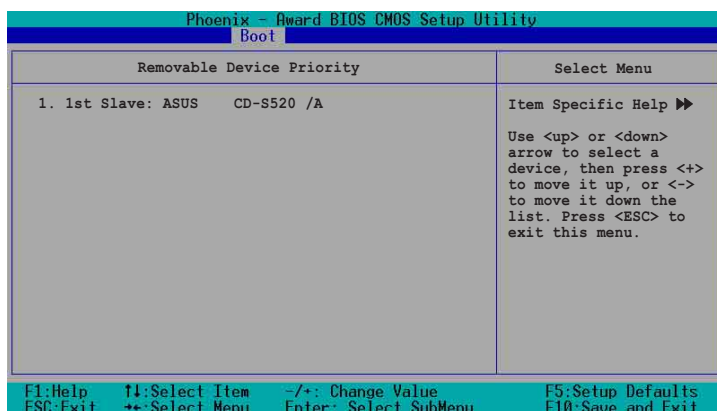 Phoenix - Award BIOS CMOS Setup Utility
Boot
Removable Device Priority
Select Menu
1. 1st Slave: ASUS CD-S520 /A
Item Specific Help
Use <up> or <down>
arrow to select a
device, then press <+>
to move it up, or <->
to move it down the
list. Press <ESC> to
exit this menu.
F1:Help ↑↓:Select Item -/+: Change Value F5:Setup Defaults
ESC:Exit →←:Select Menu Enter: Select SubMenu F10:Save and Exit